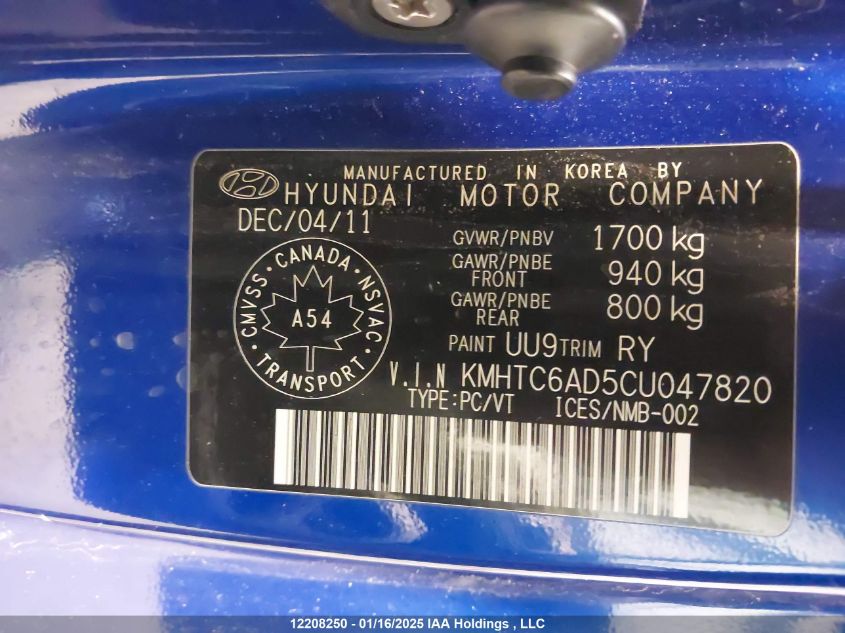 MANUFACTURED IN KOREA BY
HYUNDAI MOTOR COMPANY
DEC/04/11
GVWR/PNBV 1700 kg
GAWR/PNBE FRONT 940 kg
GAWR/PNBE REAR 800 kg
PAINT UU9 TRIM RY
CMVSS • CANADA • NSVAC • TRANSPORT •
A54
V.I.N KMHTC6AD5CU047820
TYPE:PC/VT ICES/NMB-002
12208250 - 01/16/2025 IAA Holdings , LLC